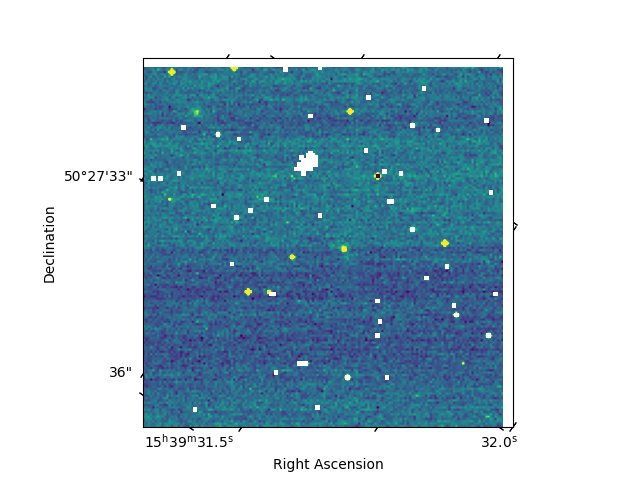 50°27'33"
Declination
36"
15ʰ39ᵐ31.5ˢ
32.0ˢ
Right Ascension